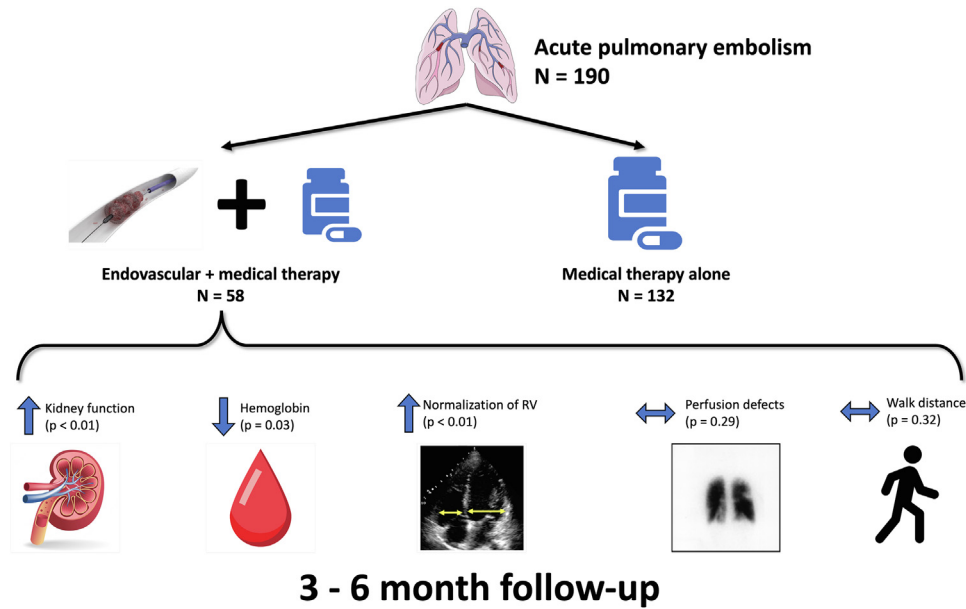 Acute pulmonary embolism
N = 190
Endovascular + medical therapy
N = 58
Medical therapy alone
N = 132
Kidney function
(p < 0.01)
Hemoglobin
(p = 0.03)
Normalization of RV
(p < 0.01)
Perfusion defects
(p = 0.29)
Walk distance
(p = 0.32)
3 - 6 month follow-up